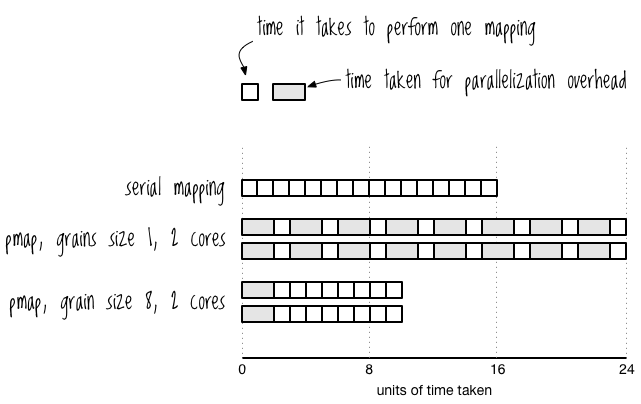 time it takes to perform one mapping
time taken for parallelization overhead
serial mapping
pmap, grains size 1, 2 cores
pmap, grain size 8, 2 cores
0 8 16 24
units of time taken